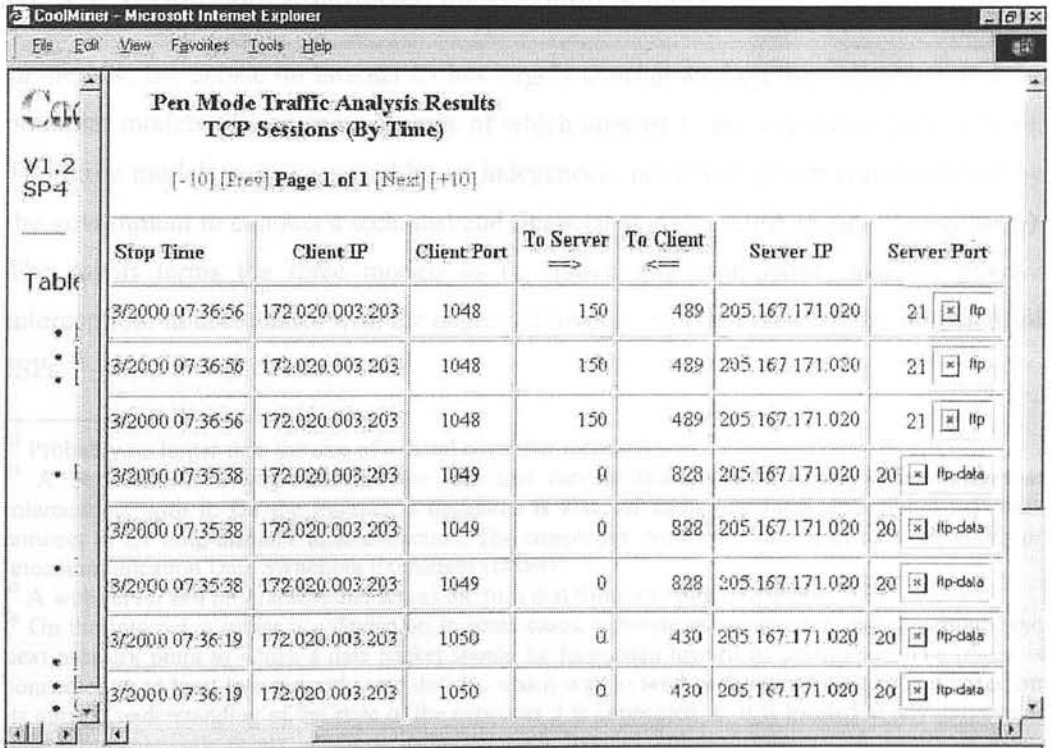 CoolMiner - Microsoft Internet Explorer
File Edit View Favorites Tools Help
V1.2
SP4
Table
Pen Mode Traffic Analysis Results
TCP Sessions (By Time)
[-10] [Prev] Page 1 of 1 [Next] [+10]
Stop Time Client IP Client Port To Server ==> To Client <== Server IP Server Port
3/2000 07:36:56 172.020.003.203 1048 150 489 205.167.171.020 21 ftp
3/2000 07:36:56 172.020.003.203 1048 150 489 205.167.171.020 21 ftp
3/2000 07:36:56 172.020.003.203 1048 150 489 205.167.171.020 21 ftp
3/2000 07:35:38 172.020.003.203 1049 0 828 205.167.171.020 20 ftp-data
3/2000 07:35:38 172.020.003.203 1049 0 828 205.167.171.020 20 ftp-data
3/2000 07:35:38 172.020.003.203 1049 0 828 205.167.171.020 20 ftp-data
3/2000 07:36:19 172.020.003.203 1050 0 430 205.167.171.020 20 ftp-data
3/2000 07:36:19 172.020.003.203 1050 0 430 205.167.171.020 20 ftp-data